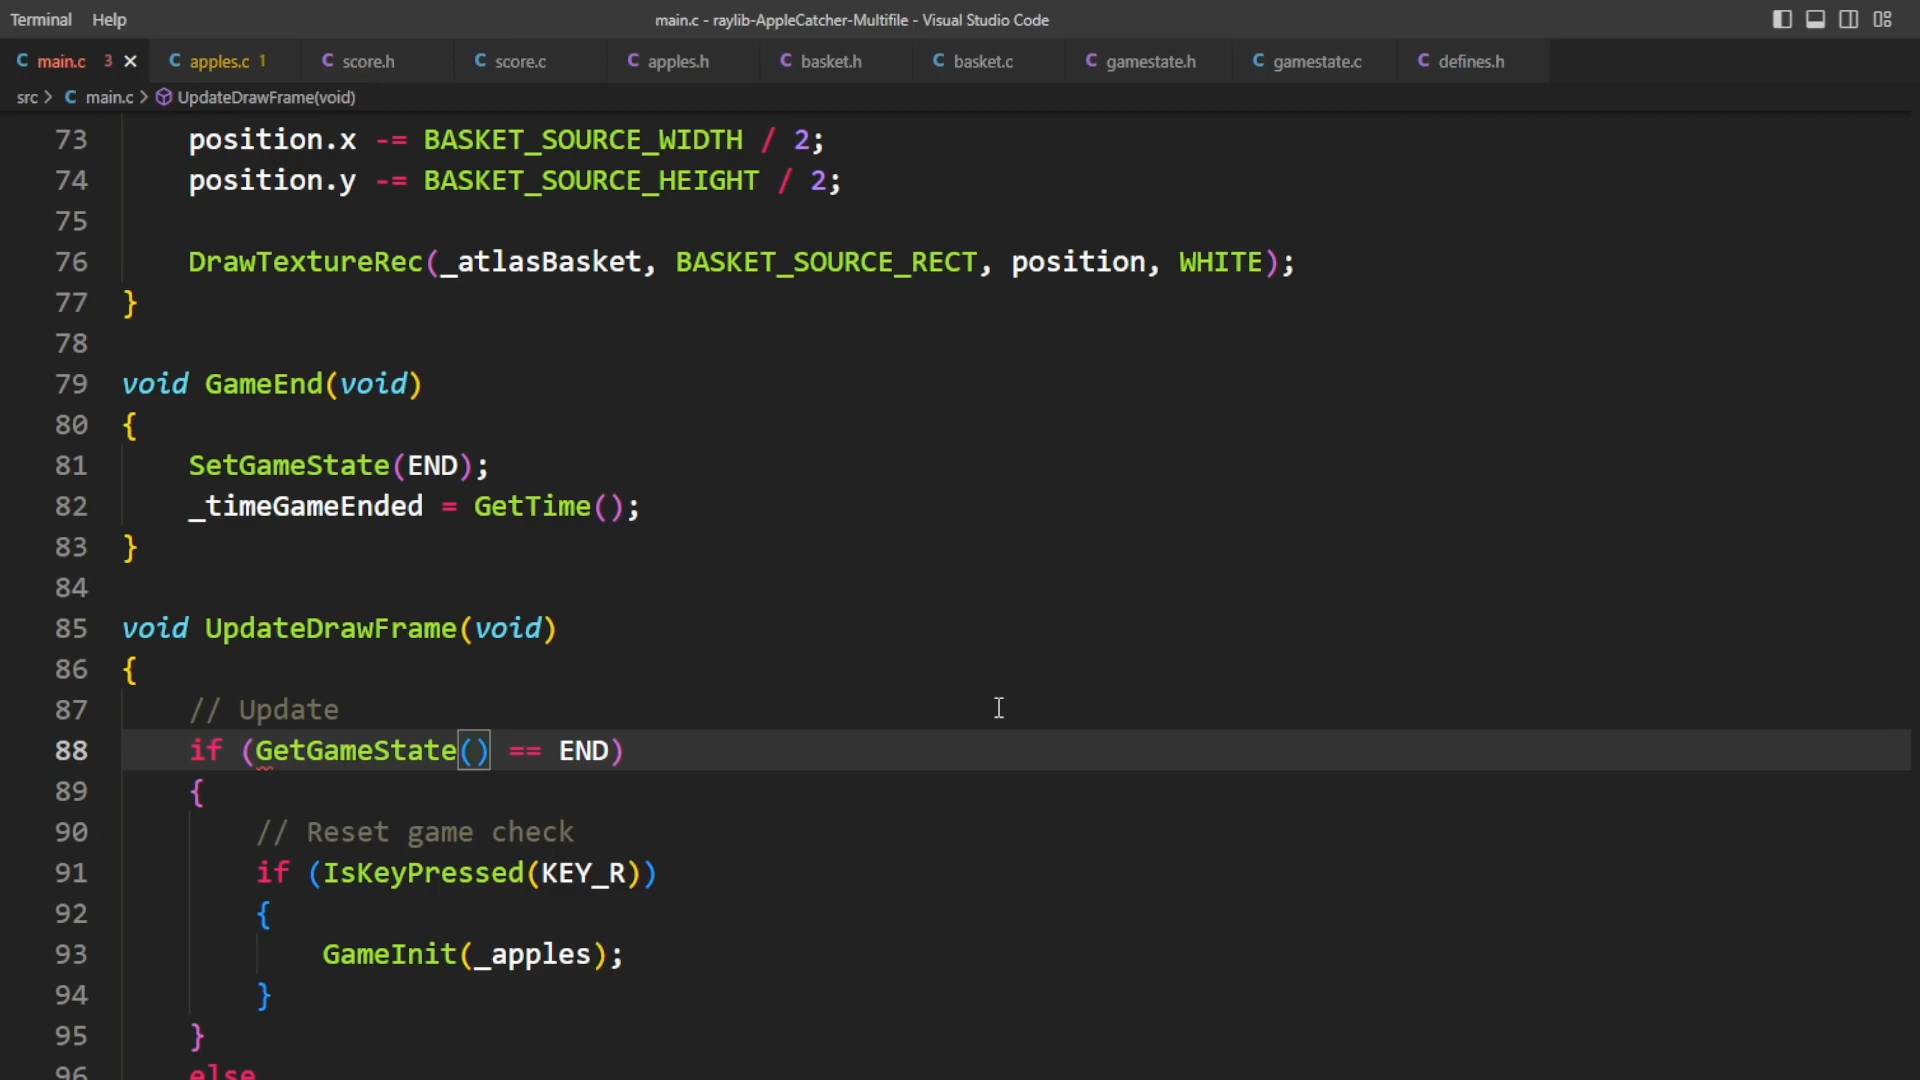 Terminal Help main.c - raylib-AppleCatcher-Multifile - Visual Studio Code
C main.c 3 × C apples.c 1 C score.h C score.c C apples.h C basket.h C basket.c C gamestate.h C gamestate.c C defines.h
src > C main.c > UpdateDrawFrame(void)
73 position.x -= BASKET_SOURCE_WIDTH / 2;
74 position.y -= BASKET_SOURCE_HEIGHT / 2;
75
76 DrawTextureRec(_atlasBasket, BASKET_SOURCE_RECT, position, WHITE);
77 }
78
79 void GameEnd(void)
80 {
81 SetGameState(END);
82 _timeGameEnded = GetTime();
83 }
84
85 void UpdateDrawFrame(void)
86 {
87 // Update
88 if (GetGameState() == END)
89 {
90 // Reset game check
91 if (IsKeyPressed(KEY_R))
92 {
93 GameInit(_apples);
94 }
95 }
96 else